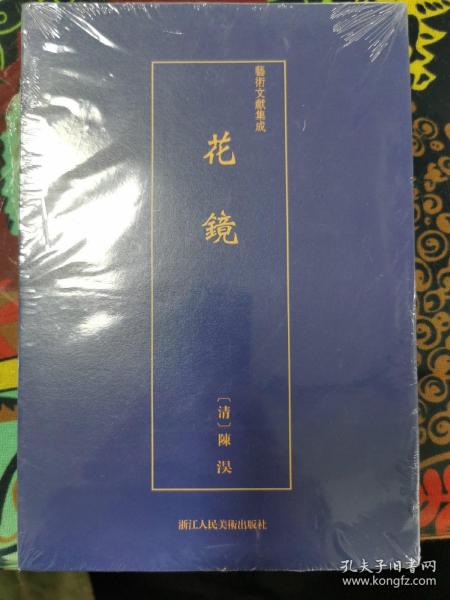 藝術文獻集成
花鏡
〔清〕陳淏
浙江人民美術出版社
孔夫子旧书网
www.kongfz.com